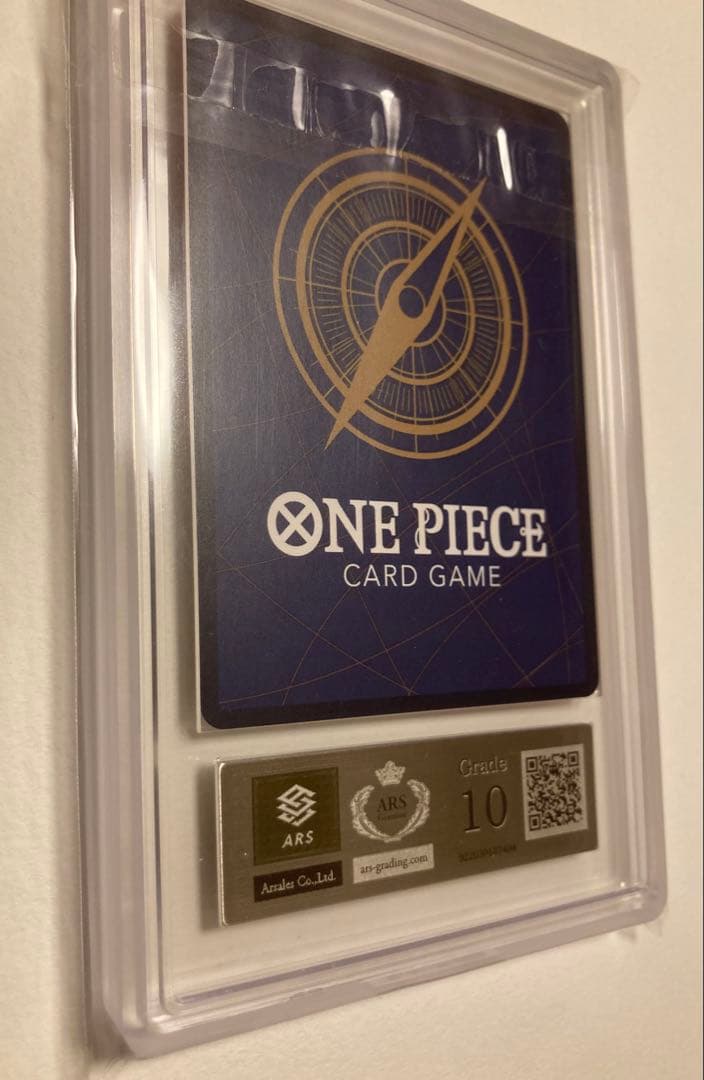 ONE PIECE
CARD GAME
ARS
Arsales Co.,Ltd.
ARS
ars-grading.com
Grade
10